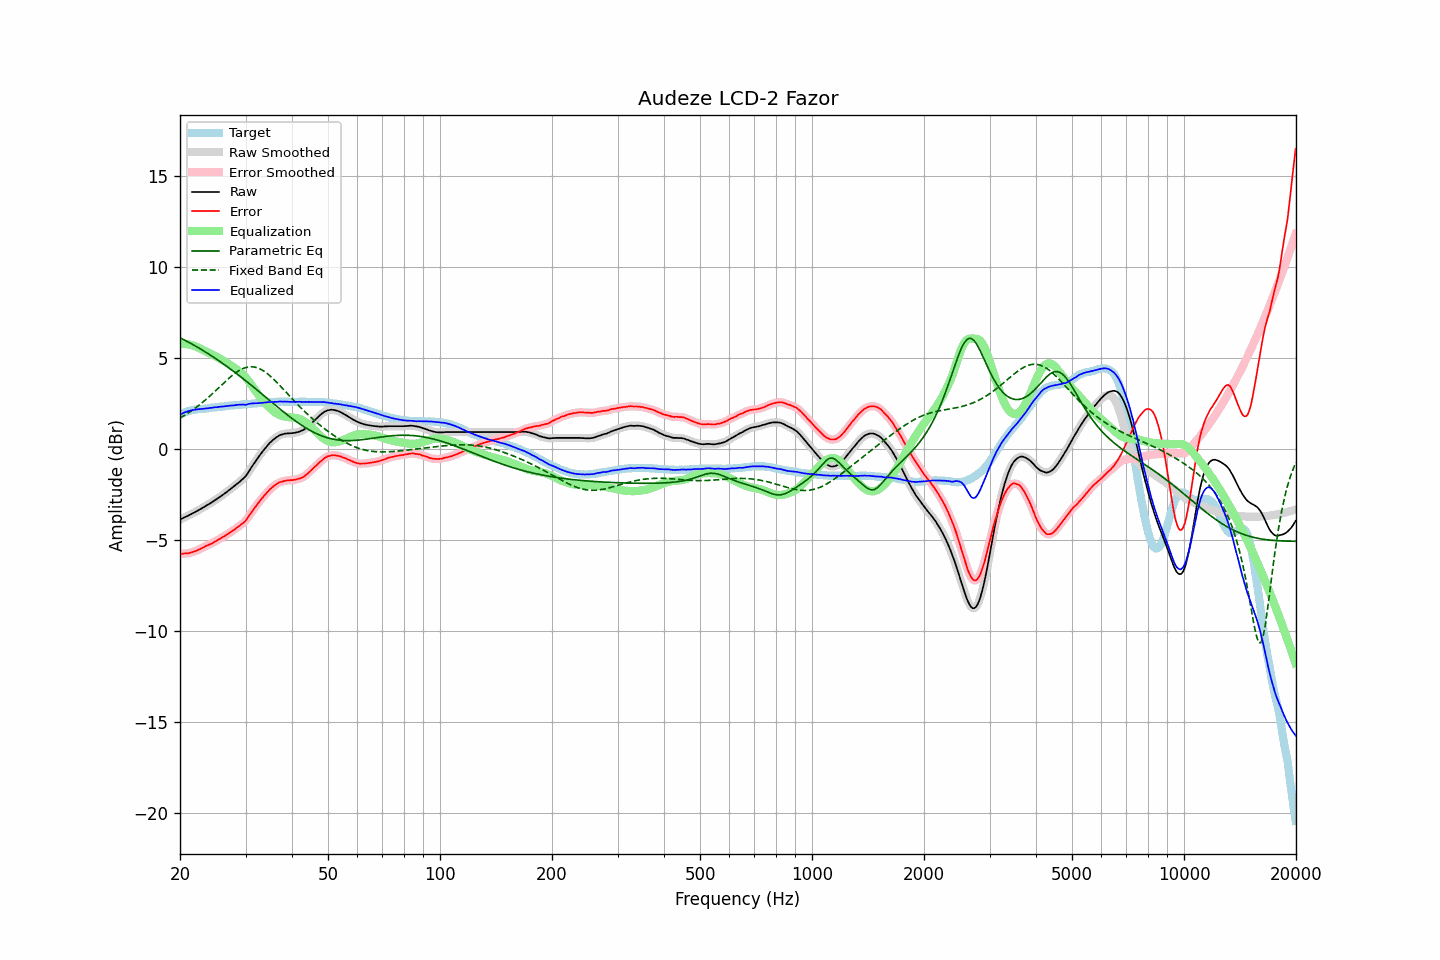 Audeze LCD-2 Fazor
Target
Raw Smoothed
Error Smoothed
Raw
Error
Equalization
Parametric Eq
Fixed Band Eq
Equalized
Amplitude (dBr)
15
10
5
0
−5
−10
−15
−20
20 50 100 200 500 1000 2000 5000 10000 20000
Frequency (Hz)